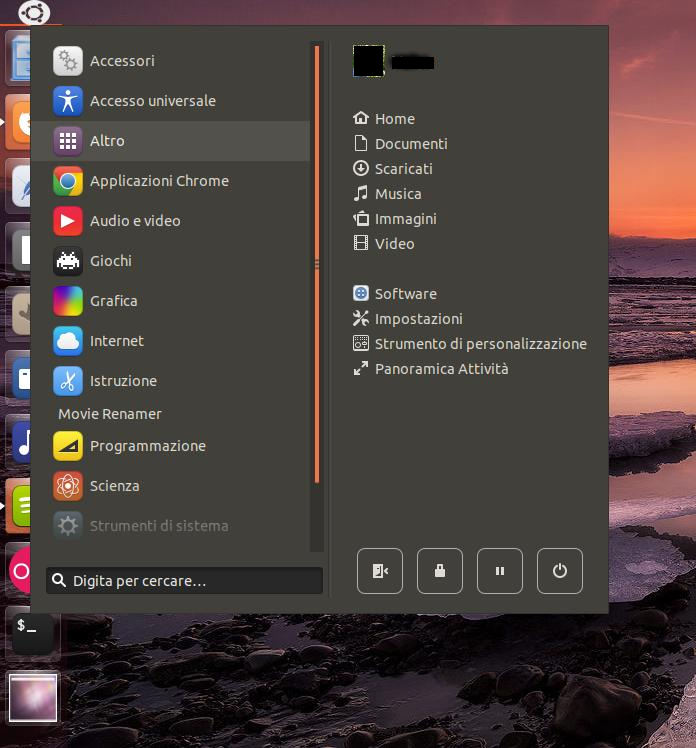 Accessori
Accesso universale
Altro
Applicazioni Chrome
Audio e video
Giochi
Grafica
Internet
Istruzione
Movie Renamer
Programmazione
Scienza
Strumenti di sistema
Digita per cercare…
Home
Documenti
Scaricati
Musica
Immagini
Video
Software
Impostazioni
Strumento di personalizzazione
Panoramica Attività
$_